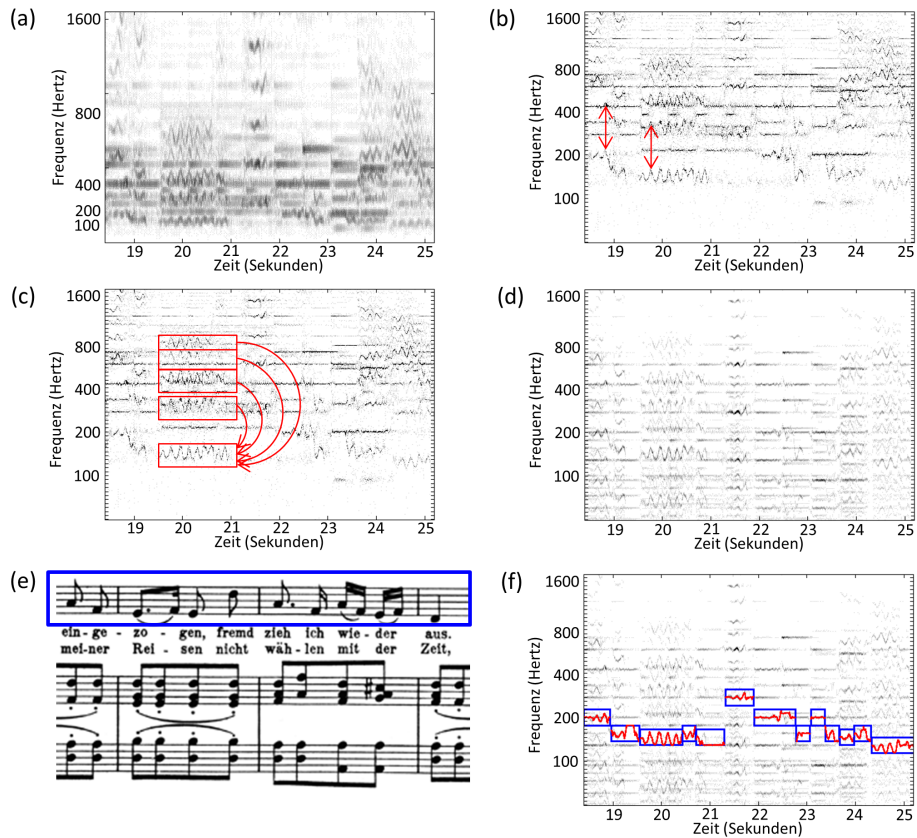 (a)
1600
800
400
200
100
Frequenz (Hertz)
19 20 21 22 23 24 25
Zeit (Sekunden)
(b)
1600
800
400
200
100
Frequenz (Hertz)
19 20 21 22 23 24 25
Zeit (Sekunden)
(c)
1600
800
400
200
100
Frequenz (Hertz)
19 20 21 22 23 24 25
Zeit (Sekunden)
(d)
1600
800
400
200
100
Frequenz (Hertz)
19 20 21 22 23 24 25
Zeit (Sekunden)
(e)
ein-ge - zo - gen, fremd zieh ich wie-der aus.
mei-ner Rei - sen nicht wäh-len mit der Zeit,
(f)
1600
800
400
200
100
Frequenz (Hertz)
19 20 21 22 23 24 25
Zeit (Sekunden)